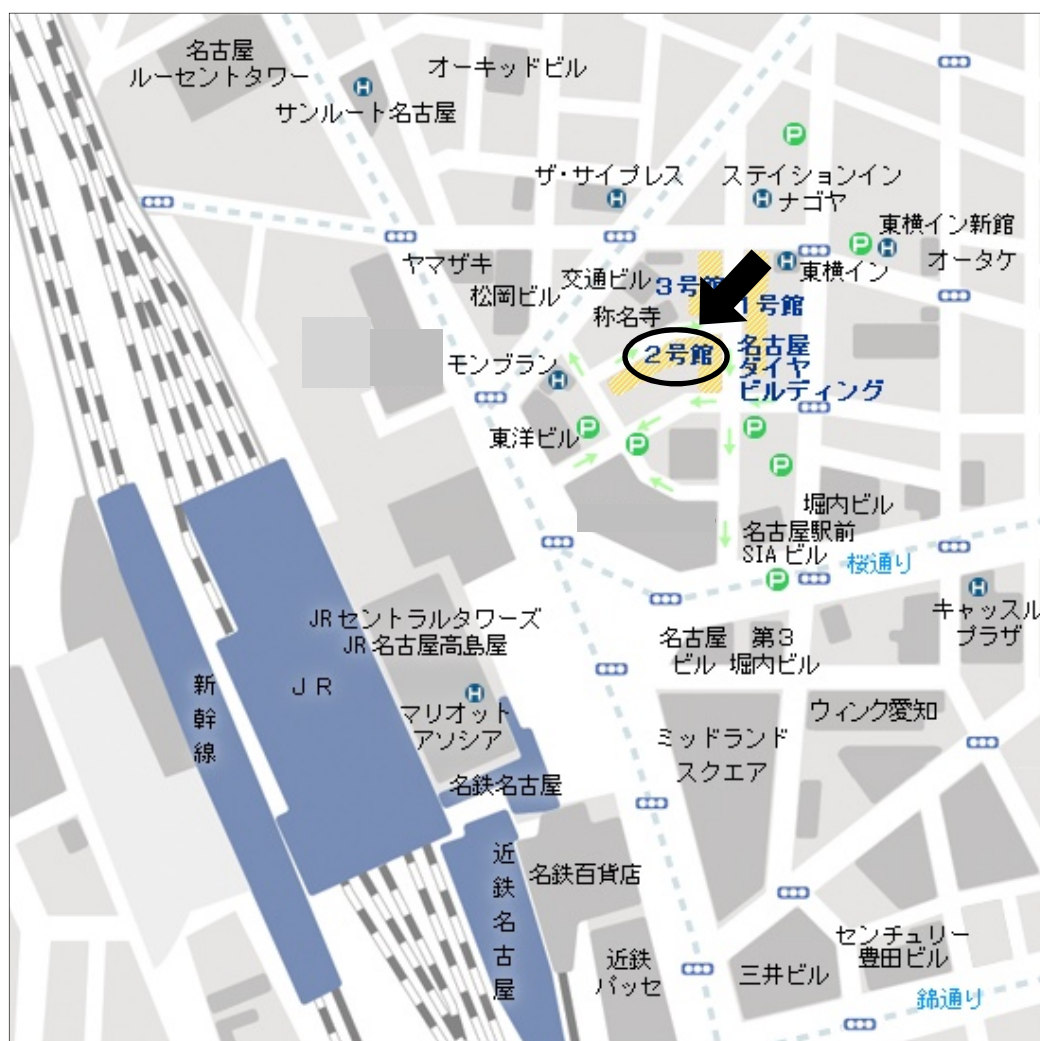 名古屋
ルーセントタワー
オーキッドビル
H
サンルート名古屋
P
ザ・サイプレス
H
ステイションイン
H ナゴヤ
東横イン新館
P H
オータケ
ヤマザキ
松岡ビル
交通ビル
3号館
H 東横イン
1号館
称名寺
2号館
名古屋
ダイヤ
ビルディング
モンブラン
H
東洋ビル P
P
P
P
堀内ビル
名古屋駅前
SIAビル
P
桜通り
H
キャッスル
プラザ
JRセントラルタワーズ
JR名古屋高島屋
名古屋
ビル
第3
堀内ビル
新幹線
JR
H
マリオット
アソシア
ウィンク愛知
ミッドランド
スクエア
名鉄名古屋
近鉄名古屋
名鉄百貨店
近鉄
パッセ
三井ビル
センチュリー
豊田ビル
錦通り